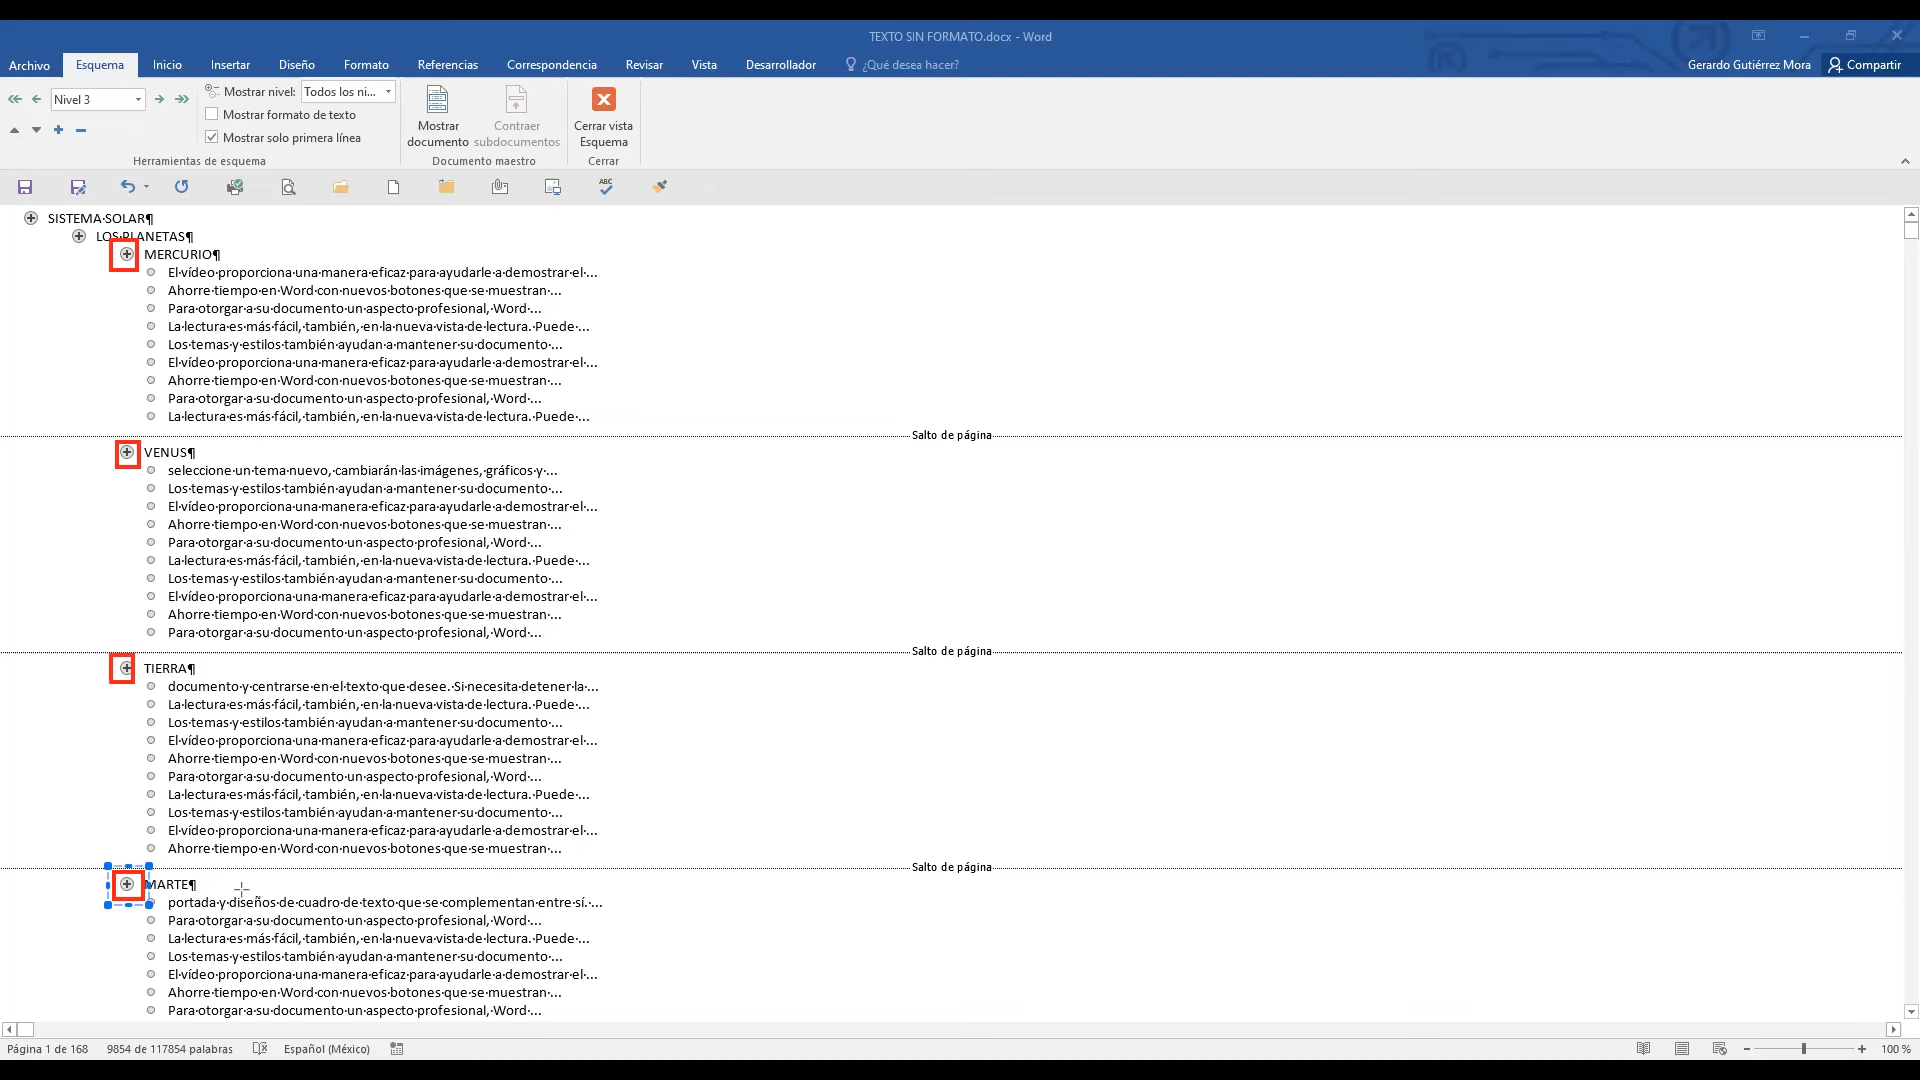 TEXTO SIN FORMATO.docx - Word
Archivo Esquema Inicio Insertar Diseño Formato Referencias Correspondencia Revisar Vista Desarrollador ¿Qué desea hacer? Gerardo Gutiérrez Mora Compartir
Nivel 3
Mostrar nivel: Todos los ni...
Mostrar formato de texto
Mostrar solo primera línea
Herramientas de esquema
Mostrar documento
Contraer subdocumentos
Documento maestro
Cerrar vista Esquema
Cerrar
SISTEMA·SOLAR¶
LOS·PLANETAS¶
MERCURIO¶
El·vídeo·proporciona·una·manera·eficaz·para·ayudarle·a·demostrar·el·...
Ahorre·tiempo·en·Word·con·nuevos·botones·que·se·muestran·...
Para·otorgar·a·su·documento·un·aspecto·profesional,·Word·...
La·lectura·es·más·fácil,·también,·en·la·nueva·vista·de·lectura.·Puede·...
Los·temas·y·estilos·también·ayudan·a·mantener·su·documento·...
El·vídeo·proporciona·una·manera·eficaz·para·ayudarle·a·demostrar·el·...
Ahorre·tiempo·en·Word·con·nuevos·botones·que·se·muestran·...
Para·otorgar·a·su·documento·un·aspecto·profesional,·Word·...
La·lectura·es·más·fácil,·también,·en·la·nueva·vista·de·lectura.·Puede·...
Salto de página
VENUS¶
seleccione·un·tema·nuevo,·cambiarán·las·imágenes,·gráficos·y·...
Los·temas·y·estilos·también·ayudan·a·mantener·su·documento·...
El·vídeo·proporciona·una·manera·eficaz·para·ayudarle·a·demostrar·el·...
Ahorre·tiempo·en·Word·con·nuevos·botones·que·se·muestran·...
Para·otorgar·a·su·documento·un·aspecto·profesional,·Word·...
La·lectura·es·más·fácil,·también,·en·la·nueva·vista·de·lectura.·Puede·...
Los·temas·y·estilos·también·ayudan·a·mantener·su·documento·...
El·vídeo·proporciona·una·manera·eficaz·para·ayudarle·a·demostrar·el·...
Ahorre·tiempo·en·Word·con·nuevos·botones·que·se·muestran·...
Para·otorgar·a·su·documento·un·aspecto·profesional,·Word·...
Salto de página
TIERRA¶
documento·y·centrarse·en·el·texto·que·desee.·Si·necesita·detener·la·...
La·lectura·es·más·fácil,·también,·en·la·nueva·vista·de·lectura.·Puede·...
Los·temas·y·estilos·también·ayudan·a·mantener·su·documento·...
El·vídeo·proporciona·una·manera·eficaz·para·ayudarle·a·demostrar·el·...
Ahorre·tiempo·en·Word·con·nuevos·botones·que·se·muestran·...
Para·otorgar·a·su·documento·un·aspecto·profesional,·Word·...
La·lectura·es·más·fácil,·también,·en·la·nueva·vista·de·lectura.·Puede·...
Los·temas·y·estilos·también·ayudan·a·mantener·su·documento·...
El·vídeo·proporciona·una·manera·eficaz·para·ayudarle·a·demostrar·el·...
Ahorre·tiempo·en·Word·con·nuevos·botones·que·se·muestran·...
Salto de página
MARTE¶
portada·y·diseños·de·cuadro·de·texto·que·se·complementan·entre·sí.·...
Para·otorgar·a·su·documento·un·aspecto·profesional,·Word·...
La·lectura·es·más·fácil,·también,·en·la·nueva·vista·de·lectura.·Puede·...
Los·temas·y·estilos·también·ayudan·a·mantener·su·documento·...
El·vídeo·proporciona·una·manera·eficaz·para·ayudarle·a·demostrar·el·...
Ahorre·tiempo·en·Word·con·nuevos·botones·que·se·muestran·...
Para·otorgar·a·su·documento·un·aspecto·profesional,·Word·...
Página 1 de 168 9854 de 117854 palabras Español (México) 100 %